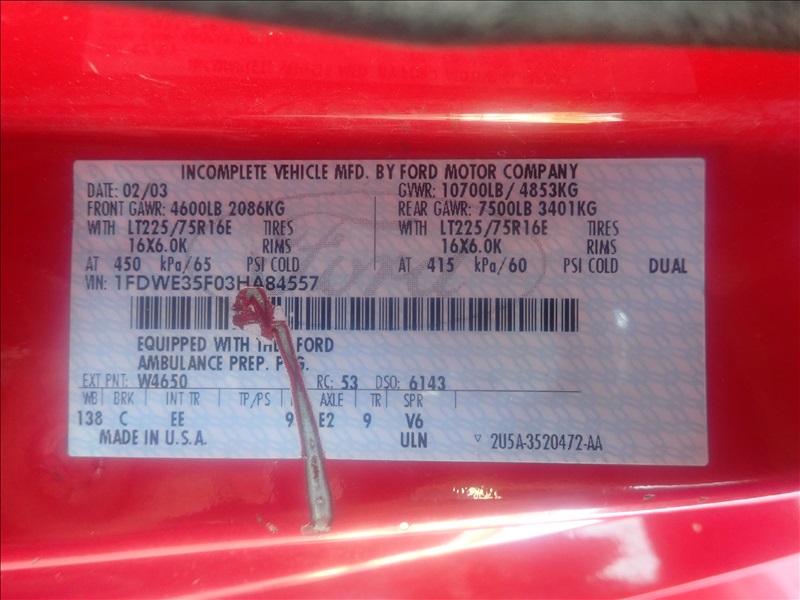 INCOMPLETE VEHICLE MFD. BY FORD MOTOR COMPANY
DATE: 02/03 GVWR: 10700LB/ 4853KG
FRONT GAWR: 4600LB 2086KG REAR GAWR: 7500LB 3401KG
WITH LT225/75R16E TIRES WITH LT225/75R16E TIRES
16X6.0K RIMS 16X6.0K RIMS
AT 450 kPa/65 PSI COLD AT 415 kPa/60 PSI COLD DUAL
VIN: 1FDWE35F03HA84557
Ford
EQUIPPED WITH THE FORD
AMBULANCE PREP. PKG.
EXT PNT: W4650 RC: 53 DSO: 6143
WB BRK INT TR TP/PS AXLE TR SPR
138 C EE 9 E2 9 V6
MADE IN U.S.A. ULN 2U5A-3520472-AA